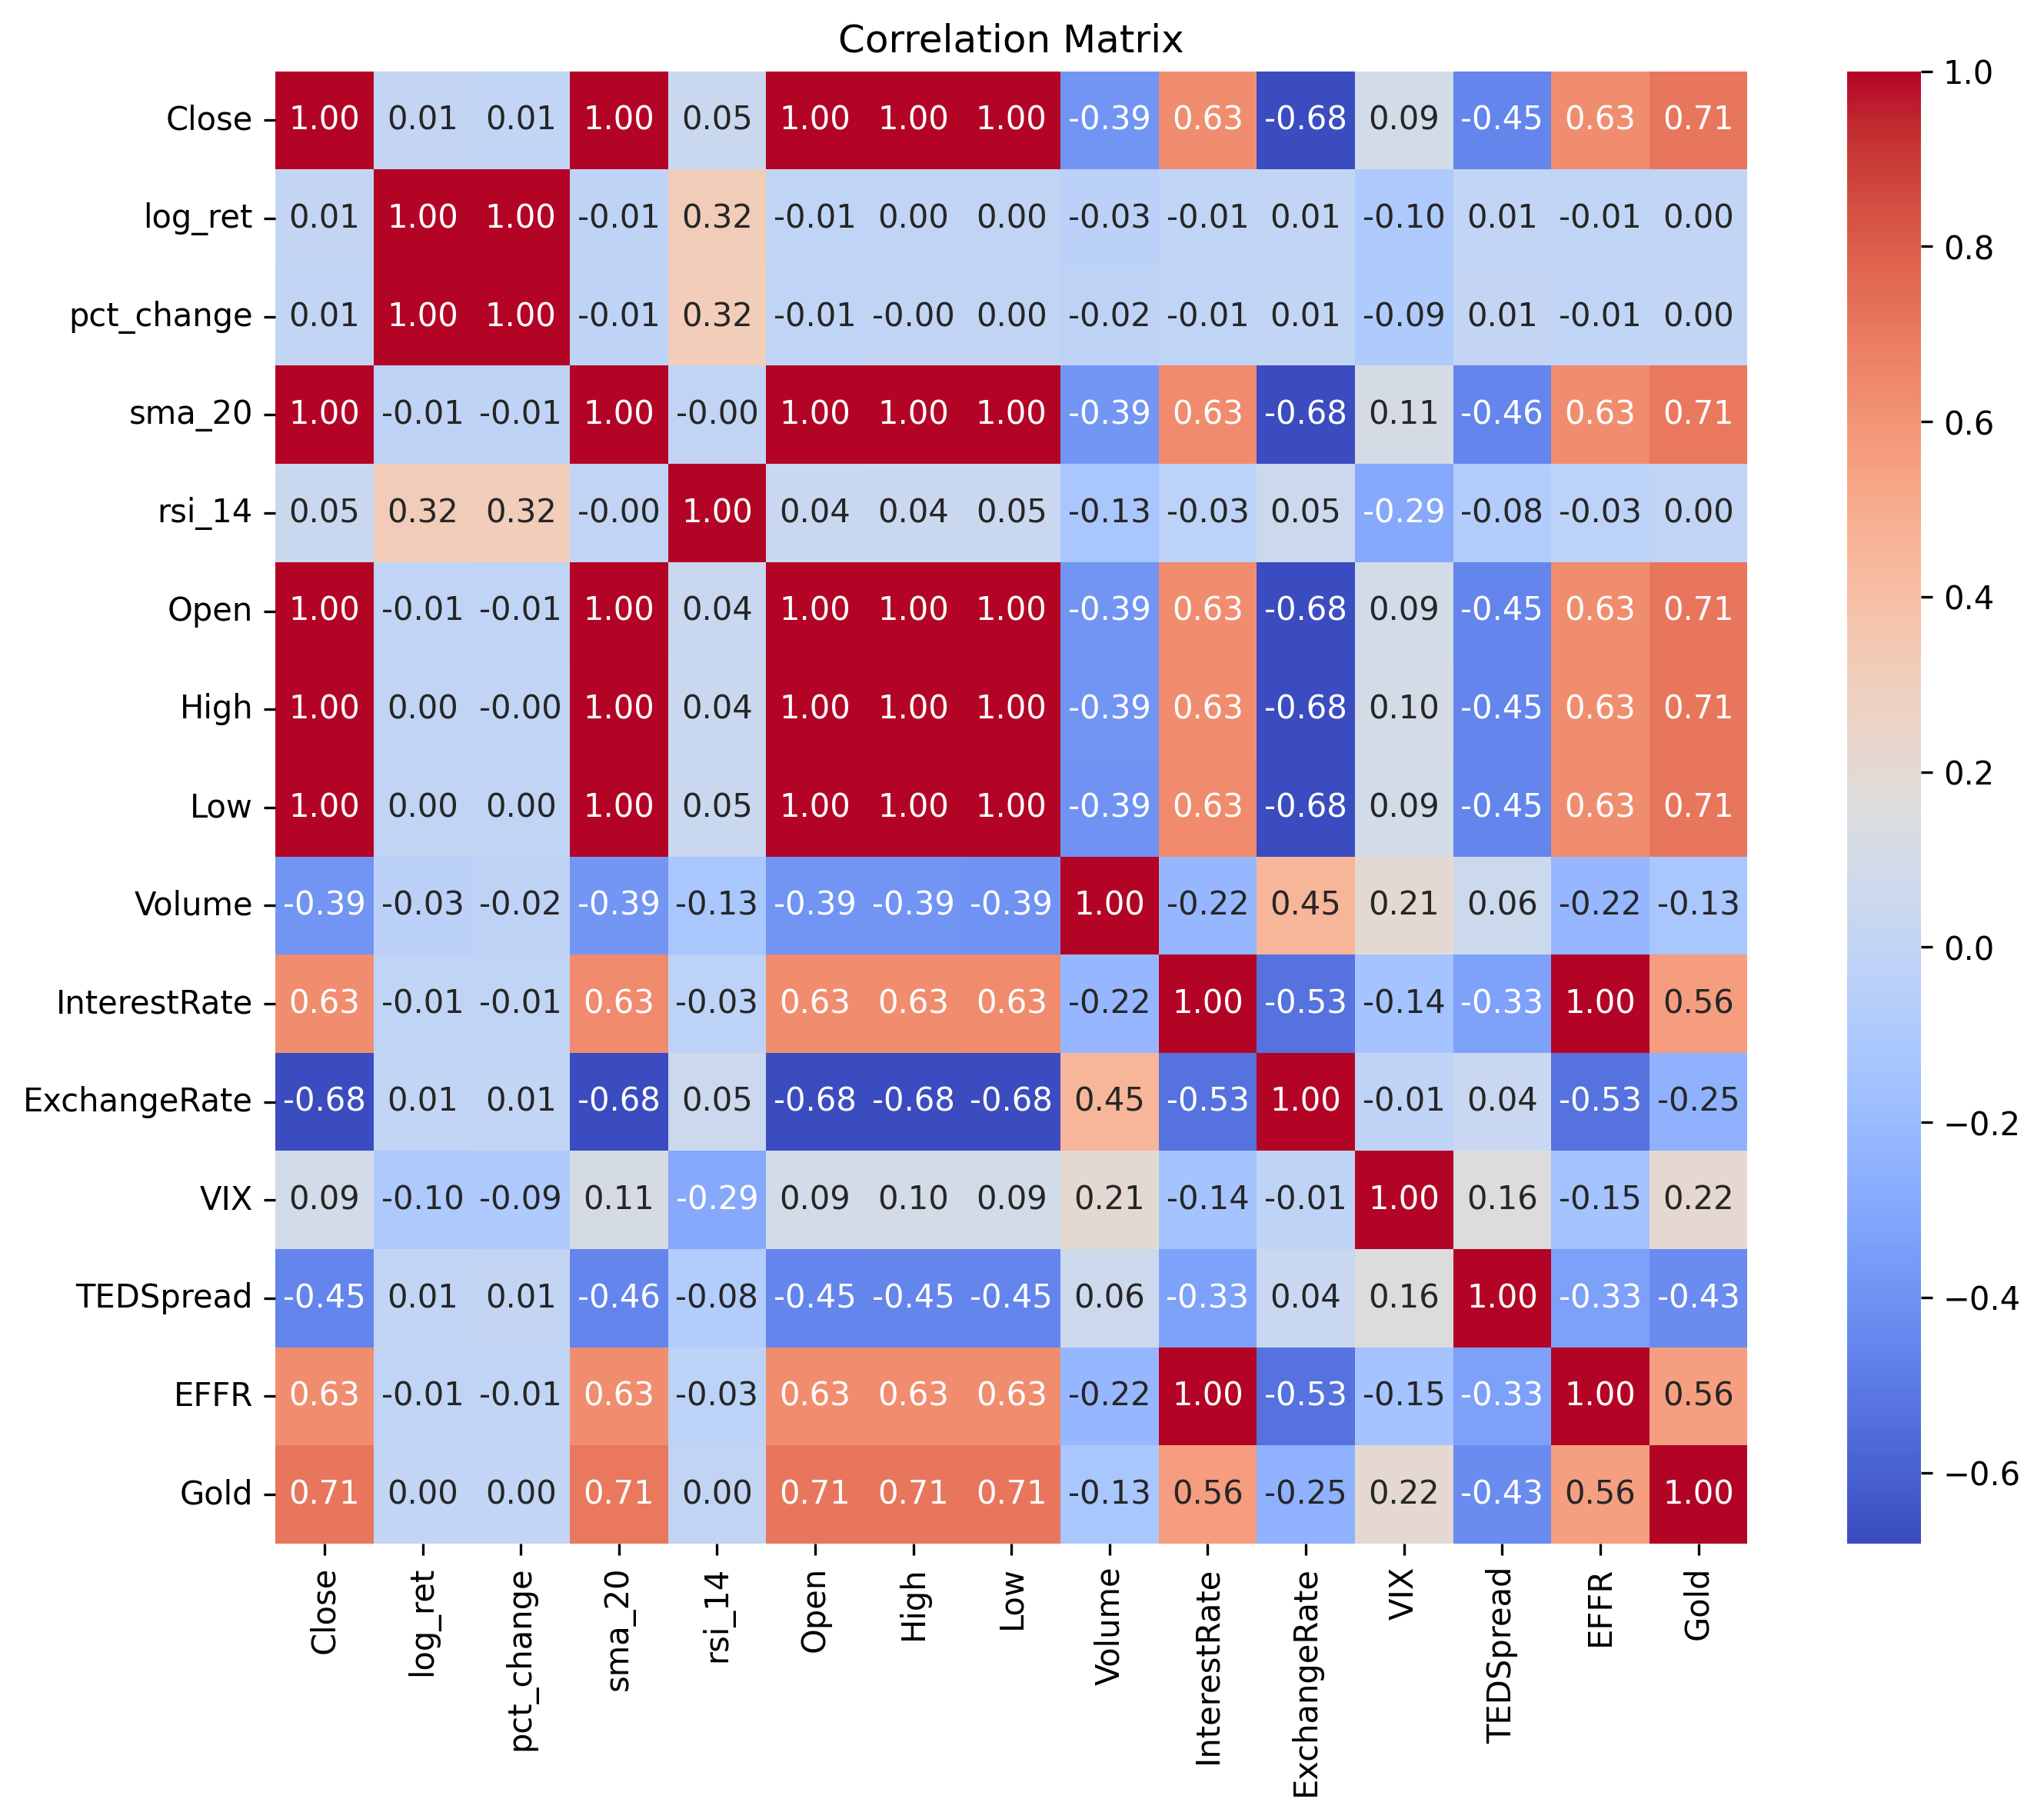 Correlation Matrix
Close 1.00 0.01 0.01 1.00 0.05 1.00 1.00 1.00 -0.39 0.63 -0.68 0.09 -0.45 0.63 0.71
log_ret 0.01 1.00 1.00 -0.01 0.32 -0.01 0.00 0.00 -0.03 -0.01 0.01 -0.10 0.01 -0.01 0.00
pct_change 0.01 1.00 1.00 -0.01 0.32 -0.01 -0.00 0.00 -0.02 -0.01 0.01 -0.09 0.01 -0.01 0.00
sma_20 1.00 -0.01 -0.01 1.00 -0.00 1.00 1.00 1.00 -0.39 0.63 -0.68 0.11 -0.46 0.63 0.71
rsi_14 0.05 0.32 0.32 -0.00 1.00 0.04 0.04 0.05 -0.13 -0.03 0.05 -0.29 -0.08 -0.03 0.00
Open 1.00 -0.01 -0.01 1.00 0.04 1.00 1.00 1.00 -0.39 0.63 -0.68 0.09 -0.45 0.63 0.71
High 1.00 0.00 -0.00 1.00 0.04 1.00 1.00 1.00 -0.39 0.63 -0.68 0.10 -0.45 0.63 0.71
Low 1.00 0.00 0.00 1.00 0.05 1.00 1.00 1.00 -0.39 0.63 -0.68 0.09 -0.45 0.63 0.71
Volume -0.39 -0.03 -0.02 -0.39 -0.13 -0.39 -0.39 -0.39 1.00 -0.22 0.45 0.21 0.06 -0.22 -0.13
InterestRate 0.63 -0.01 -0.01 0.63 -0.03 0.63 0.63 0.63 -0.22 1.00 -0.53 -0.14 -0.33 1.00 0.56
ExchangeRate -0.68 0.01 0.01 -0.68 0.05 -0.68 -0.68 -0.68 0.45 -0.53 1.00 -0.01 0.04 -0.53 -0.25
VIX 0.09 -0.10 -0.09 0.11 -0.29 0.09 0.10 0.09 0.21 -0.14 -0.01 1.00 0.16 -0.15 0.22
TEDSpread -0.45 0.01 0.01 -0.46 -0.08 -0.45 -0.45 -0.45 0.06 -0.33 0.04 0.16 1.00 -0.33 -0.43
EFFR 0.63 -0.01 -0.01 0.63 -0.03 0.63 0.63 0.63 -0.22 1.00 -0.53 -0.15 -0.33 1.00 0.56
Gold 0.71 0.00 0.00 0.71 0.00 0.71 0.71 0.71 -0.13 0.56 -0.25 0.22 -0.43 0.56 1.00
Close log_ret pct_change sma_20 rsi_14 Open High Low Volume InterestRate ExchangeRate VIX TEDSpread EFFR Gold
1.0
0.8
0.6
0.4
0.2
0.0
−0.2
−0.4
−0.6